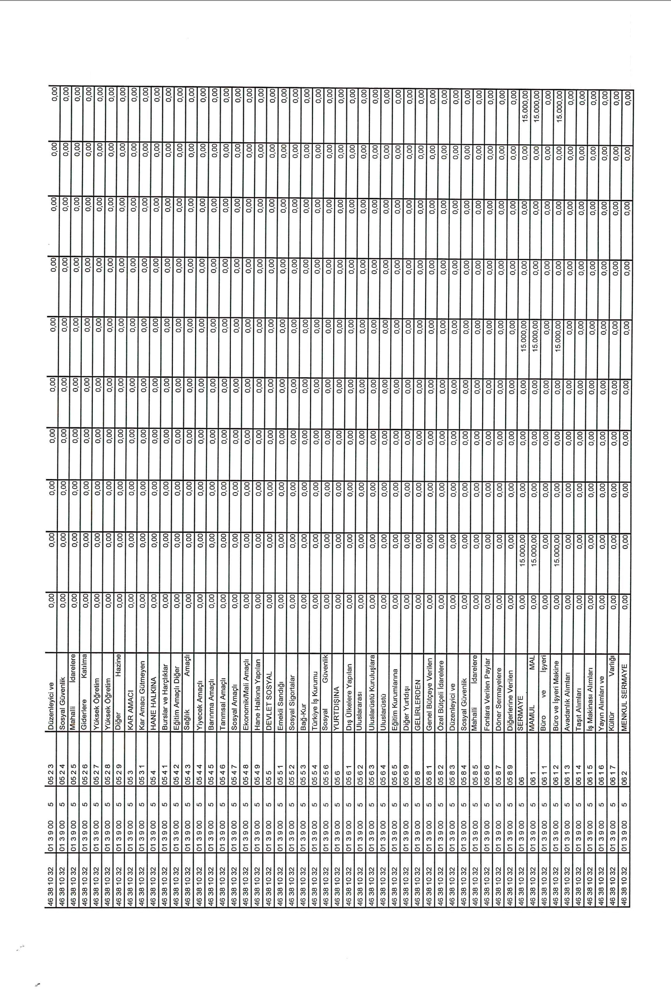 46 38 10 32 01 3 9 00 5 05 2 3 Düzenleyici ve 0,00 0,00 0,00 0,00 0,00 0,00 0,00 0,00 0,00 0,00
46 38 10 32 01 3 9 00 5 05 2 4 Sosyal Güvenlik 0,00 0,00 0,00 0,00 0,00 0,00 0,00 0,00 0,00 0,00
46 38 10 32 01 3 9 00 5 05 2 5 Mahalli İdarelere 0,00 0,00 0,00 0,00 0,00 0,00 0,00 0,00 0,00 0,00
46 38 10 32 01 3 9 00 5 05 2 6 Giderlere Katılma 0,00 0,00 0,00 0,00 0,00 0,00 0,00 0,00 0,00 0,00
46 38 10 32 01 3 9 00 5 05 2 7 Yüksek Öğretim 0,00 0,00 0,00 0,00 0,00 0,00 0,00 0,00 0,00 0,00
46 38 10 32 01 3 9 00 5 05 2 8 Yüksek Öğretim 0,00 0,00 0,00 0,00 0,00 0,00 0,00 0,00 0,00 0,00
46 38 10 32 01 3 9 00 5 05 2 9 Diğer Hazine 0,00 0,00 0,00 0,00 0,00 0,00 0,00 0,00 0,00 0,00
46 38 10 32 01 3 9 00 5 05 3 KAR AMACI 0,00 0,00 0,00 0,00 0,00 0,00 0,00 0,00 0,00 0,00
46 38 10 32 01 3 9 00 5 05 3 1 Kar Amacı Gütmeyen 0,00 0,00 0,00 0,00 0,00 0,00 0,00 0,00 0,00 0,00
46 38 10 32 01 3 9 00 5 05 4 HANE HALKINA 0,00 0,00 0,00 0,00 0,00 0,00 0,00 0,00 0,00 0,00
46 38 10 32 01 3 9 00 5 05 4 1 Burslar ve Harçlıklar 0,00 0,00 0,00 0,00 0,00 0,00 0,00 0,00 0,00 0,00
46 38 10 32 01 3 9 00 5 05 4 2 Eğitim Amaçlı Diğer 0,00 0,00 0,00 0,00 0,00 0,00 0,00 0,00 0,00 0,00
46 38 10 32 01 3 9 00 5 05 4 3 Sağlık Amaçlı 0,00 0,00 0,00 0,00 0,00 0,00 0,00 0,00 0,00 0,00
46 38 10 32 01 3 9 00 5 05 4 4 Yiyecek Amaçlı 0,00 0,00 0,00 0,00 0,00 0,00 0,00 0,00 0,00 0,00
46 38 10 32 01 3 9 00 5 05 4 5 Barınma Amaçlı 0,00 0,00 0,00 0,00 0,00 0,00 0,00 0,00 0,00 0,00
46 38 10 32 01 3 9 00 5 05 4 6 Tarımsal Amaçlı 0,00 0,00 0,00 0,00 0,00 0,00 0,00 0,00 0,00 0,00
46 38 10 32 01 3 9 00 5 05 4 7 Sosyal Amaçlı 0,00 0,00 0,00 0,00 0,00 0,00 0,00 0,00 0,00 0,00
46 38 10 32 01 3 9 00 5 05 4 8 Ekonomik/Mali Amaçlı 0,00 0,00 0,00 0,00 0,00 0,00 0,00 0,00 0,00 0,00
46 38 10 32 01 3 9 00 5 05 4 9 Hane Halkına Yapılan 0,00 0,00 0,00 0,00 0,00 0,00 0,00 0,00 0,00 0,00
46 38 10 32 01 3 9 00 5 05 5 DEVLET SOSYAL 0,00 0,00 0,00 0,00 0,00 0,00 0,00 0,00 0,00 0,00
46 38 10 32 01 3 9 00 5 05 5 1 Emekli Sandığı 0,00 0,00 0,00 0,00 0,00 0,00 0,00 0,00 0,00 0,00
46 38 10 32 01 3 9 00 5 05 5 2 Sosyal Sigortalar 0,00 0,00 0,00 0,00 0,00 0,00 0,00 0,00 0,00 0,00
46 38 10 32 01 3 9 00 5 05 5 3 Bağ-Kur 0,00 0,00 0,00 0,00 0,00 0,00 0,00 0,00 0,00 0,00
46 38 10 32 01 3 9 00 5 05 5 4 Türkiye İş Kurumu 0,00 0,00 0,00 0,00 0,00 0,00 0,00 0,00 0,00 0,00
46 38 10 32 01 3 9 00 5 05 5 6 Sosyal Güvenlik 0,00 0,00 0,00 0,00 0,00 0,00 0,00 0,00 0,00 0,00
46 38 10 32 01 3 9 00 5 05 6 YURTDIŞINA 0,00 0,00 0,00 0,00 0,00 0,00 0,00 0,00 0,00 0,00
46 38 10 32 01 3 9 00 5 05 6 1 Dış Ülkelere Yapılan 0,00 0,00 0,00 0,00 0,00 0,00 0,00 0,00 0,00 0,00
46 38 10 32 01 3 9 00 5 05 6 2 Uluslararası 0,00 0,00 0,00 0,00 0,00 0,00 0,00 0,00 0,00 0,00
46 38 10 32 01 3 9 00 5 05 6 3 Uluslarüstü Kuruluşlara 0,00 0,00 0,00 0,00 0,00 0,00 0,00 0,00 0,00 0,00
46 38 10 32 01 3 9 00 5 05 6 4 Uluslarüstü 0,00 0,00 0,00 0,00 0,00 0,00 0,00 0,00 0,00 0,00
46 38 10 32 01 3 9 00 5 05 6 5 Eğitim Kurumlarına 0,00 0,00 0,00 0,00 0,00 0,00 0,00 0,00 0,00 0,00
46 38 10 32 01 3 9 00 5 05 6 9 Diğer Yurtdışı 0,00 0,00 0,00 0,00 0,00 0,00 0,00 0,00 0,00 0,00
46 38 10 32 01 3 9 00 5 05 8 GELİRLERDEN 0,00 0,00 0,00 0,00 0,00 0,00 0,00 0,00 0,00 0,00
46 38 10 32 01 3 9 00 5 05 8 1 Genel Bütçeye Verilen 0,00 0,00 0,00 0,00 0,00 0,00 0,00 0,00 0,00 0,00
46 38 10 32 01 3 9 00 5 05 8 2 Özel Bütçeli İdarelere 0,00 0,00 0,00 0,00 0,00 0,00 0,00 0,00 0,00 0,00
46 38 10 32 01 3 9 00 5 05 8 3 Düzenleyici ve 0,00 0,00 0,00 0,00 0,00 0,00 0,00 0,00 0,00 0,00
46 38 10 32 01 3 9 00 5 05 8 4 Sosyal Güvenlik 0,00 0,00 0,00 0,00 0,00 0,00 0,00 0,00 0,00 0,00
46 38 10 32 01 3 9 00 5 05 8 5 Mahalli İdarelere 0,00 0,00 0,00 0,00 0,00 0,00 0,00 0,00 0,00 0,00
46 38 10 32 01 3 9 00 5 05 8 6 Fonlara Verilen Paylar 0,00 0,00 0,00 0,00 0,00 0,00 0,00 0,00 0,00 0,00
46 38 10 32 01 3 9 00 5 05 8 7 Döner Sermayelere 0,00 0,00 0,00 0,00 0,00 0,00 0,00 0,00 0,00 0,00
46 38 10 32 01 3 9 00 5 05 8 9 Diğerlerine Verilen 0,00 0,00 0,00 0,00 0,00 0,00 0,00 0,00 0,00 0,00
46 38 10 32 01 3 9 00 5 06 SERMAYE 0,00 15.000,00 0,00 0,00 0,00 15.000,00 0,00 0,00 0,00 15.000,00
46 38 10 32 01 3 9 00 5 06 1 MAMUL MAL 0,00 15.000,00 0,00 0,00 0,00 15.000,00 0,00 0,00 0,00 15.000,00
46 38 10 32 01 3 9 00 5 06 1 1 Büro ve İşyeri 0,00 0,00 0,00 0,00 0,00 0,00 0,00 0,00 0,00 0,00
46 38 10 32 01 3 9 00 5 06 1 2 Büro ve İşyeri Makine 0,00 15.000,00 0,00 0,00 0,00 15.000,00 0,00 0,00 0,00 15.000,00
46 38 10 32 01 3 9 00 5 06 1 3 Avadanlık Alımları 0,00 0,00 0,00 0,00 0,00 0,00 0,00 0,00 0,00 0,00
46 38 10 32 01 3 9 00 5 06 1 4 Taşıt Alımları 0,00 0,00 0,00 0,00 0,00 0,00 0,00 0,00 0,00 0,00
46 38 10 32 01 3 9 00 5 06 1 5 İş Makinası Alımları 0,00 0,00 0,00 0,00 0,00 0,00 0,00 0,00 0,00 0,00
46 38 10 32 01 3 9 00 5 06 1 6 Yayın Alımları ve 0,00 0,00 0,00 0,00 0,00 0,00 0,00 0,00 0,00 0,00
46 38 10 32 01 3 9 00 5 06 1 7 Kültür Varlığı 0,00 0,00 0,00 0,00 0,00 0,00 0,00 0,00 0,00 0,00
46 38 10 32 01 3 9 00 5 06 2 MENKUL SERMAYE 0,00 0,00 0,00 0,00 0,00 0,00 0,00 0,00 0,00 0,00